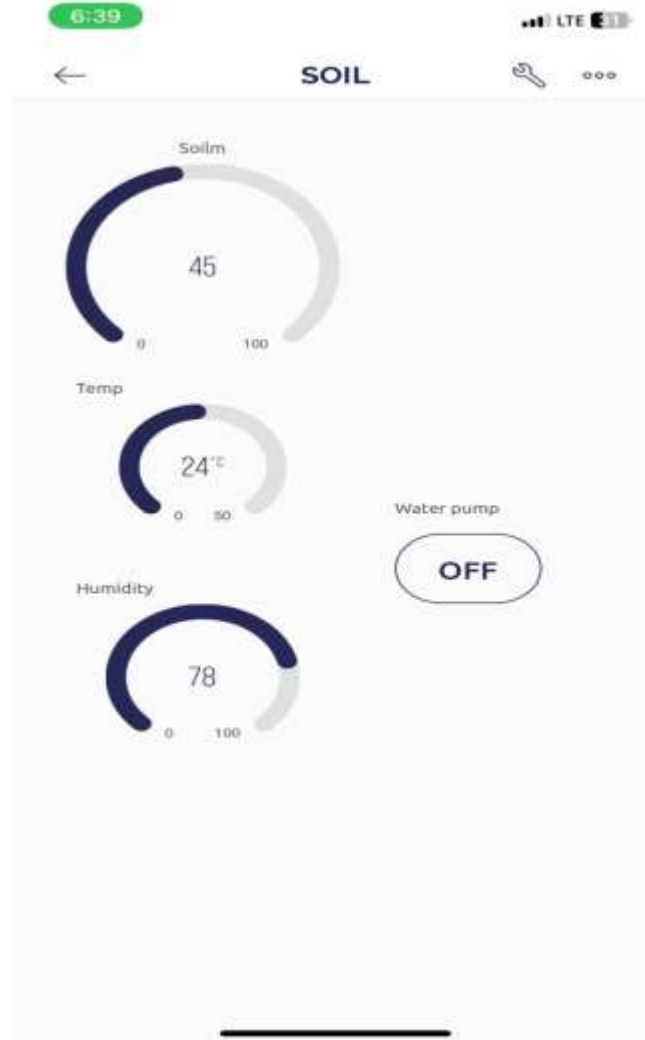 6:39
LTE 31
SOIL
Soilm
45
0 100
Temp
24°C
0 50
Water pump
OFF
Humidity
78
0 100